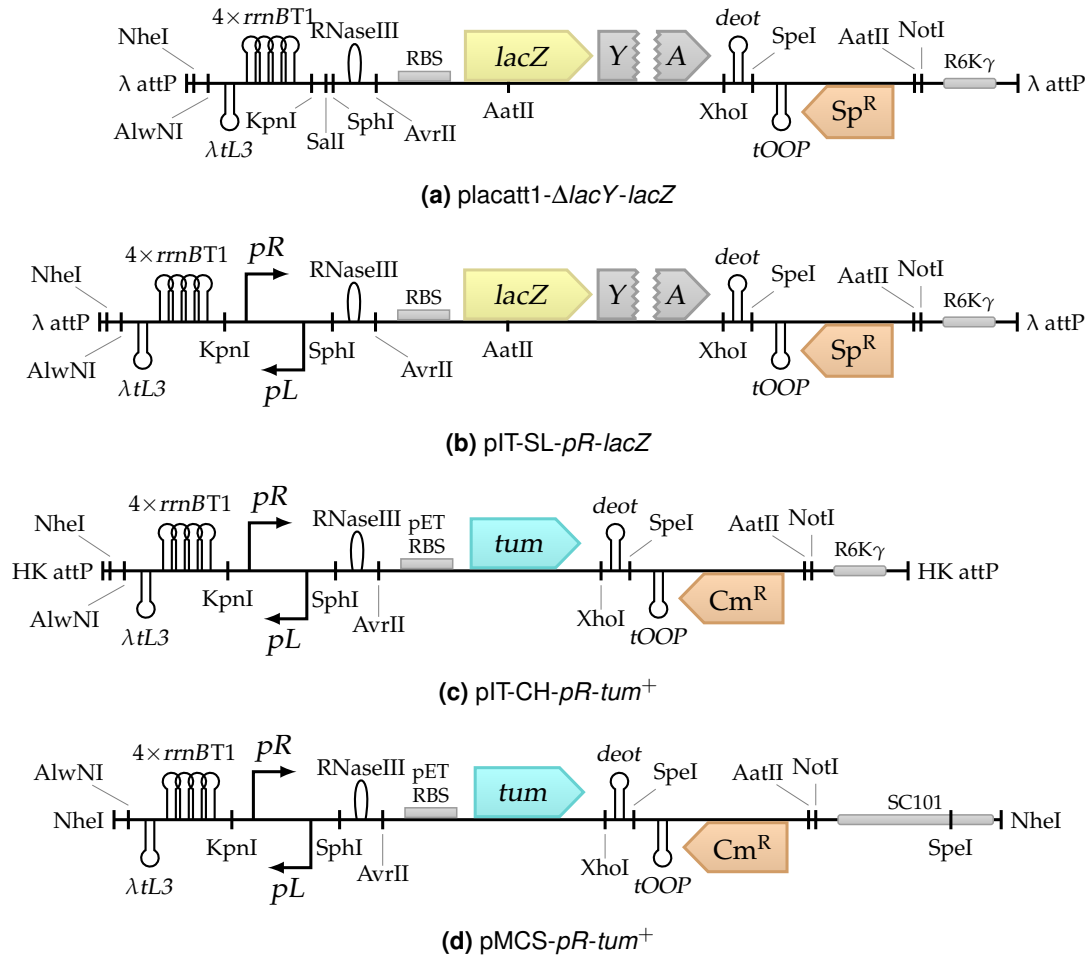 4×rrnBT1 RNaseIII deot SpeI NotI
NheI RBS lacZ Y A AatII R6Kγ
λ attP λ attP
AlwNI λtL3 KpnI SalI SphI AvrII AatII XhoI tOOP Sp^R
(a) placatt1-ΔlacY-lacZ
4×rrnBT1 pR RNaseIII deot SpeI NotI
NheI RBS lacZ Y A AatII R6Kγ
λ attP λ attP
AlwNI λtL3 KpnI pL SphI AvrII AatII XhoI tOOP Sp^R
(b) pIT-SL-pR-lacZ
4×rrnBT1 pR RNaseIII pET deot SpeI NotI
NheI RBS tum AatII R6Kγ
HK attP HK attP
AlwNI λtL3 KpnI pL SphI AvrII XhoI tOOP Cm^R
(c) pIT-CH-pR-tum⁺
4×rrnBT1 pR RNaseIII pET deot SpeI NotI
AlwNI RBS tum AatII SC101
NheI NheI
λtL3 KpnI pL SphI AvrII XhoI tOOP Cm^R SpeI
(d) pMCS-pR-tum⁺